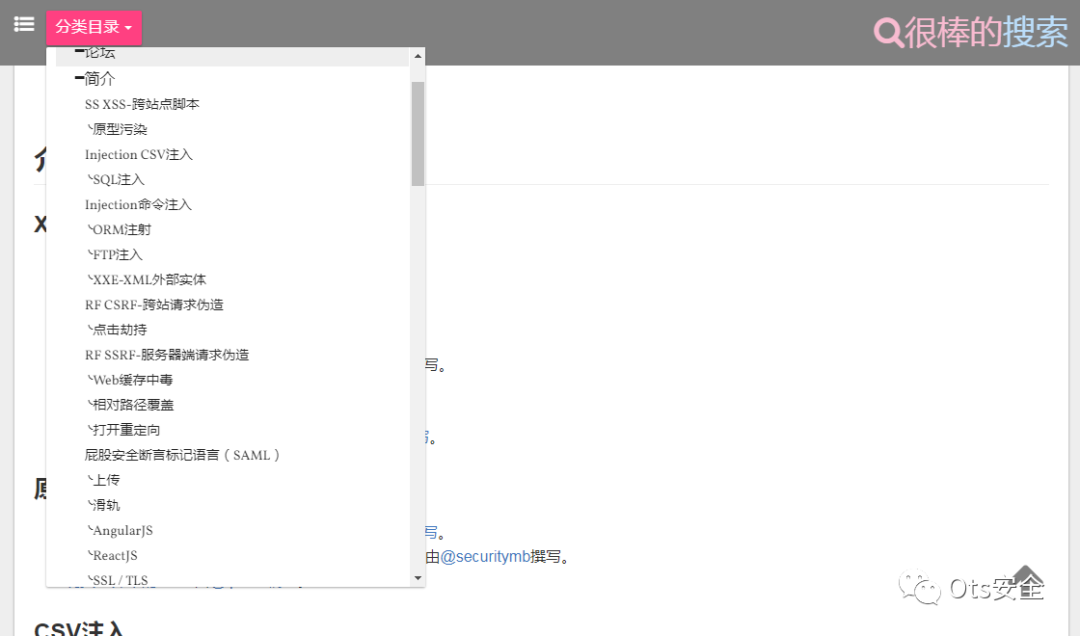 分类目录
很棒的搜索
论坛
简介
SS XSS-跨站点脚本
原型污染
Injection CSV注入
SQL注入
Injection命令注入
ORM注射
FTP注入
XXE-XML外部实体
RF CSRF-跨站请求伪造
点击劫持
RF SSRF-服务器端请求伪造
写。
Web缓存中毒
相对路径覆盖
打开重定向
屁股安全断言标记语言（SAML）
上传
滑轨
AngularJS
写。
ReactJS
由@securitymb撰写。
SSL / TLS
Ots安全
CSV注入